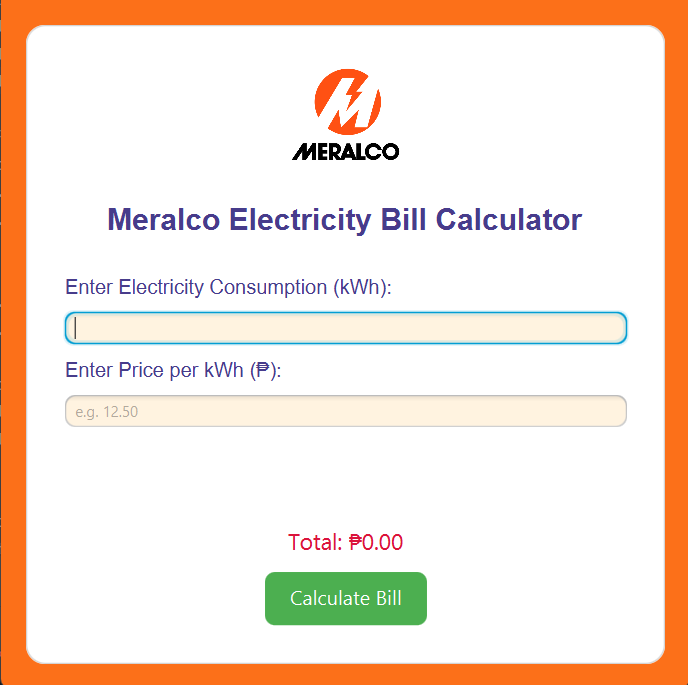 MERALCO
Meralco Electricity Bill Calculator
Enter Electricity Consumption (kWh):
Enter Price per kWh (₱):
e.g. 12.50
Total: ₱0.00
Calculate Bill